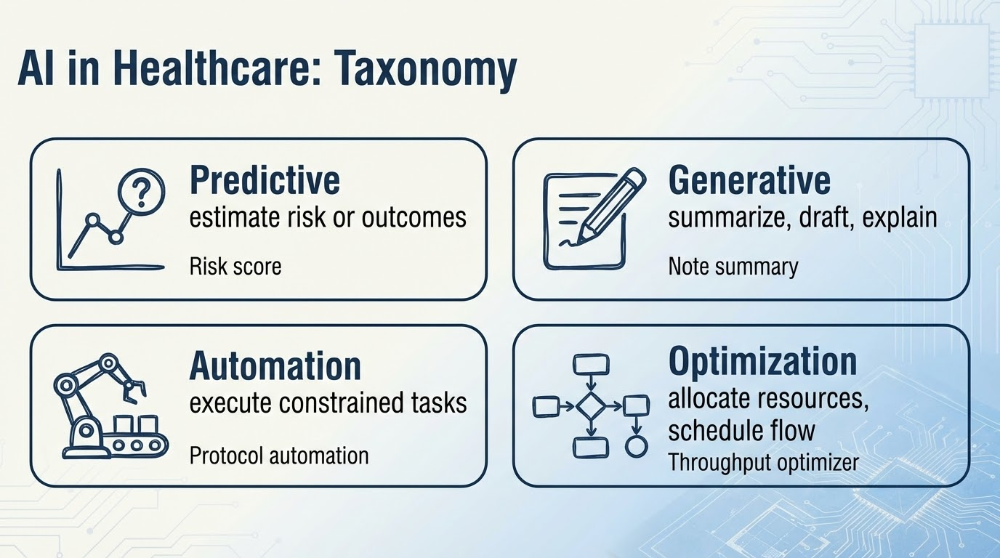 AI in Healthcare: Taxonomy
?
Predictive
estimate risk or outcomes
Risk score
Generative
summarize, draft, explain
Note summary
Automation
execute constrained tasks
Protocol automation
Optimization
allocate resources,
schedule flow
Throughput optimizer